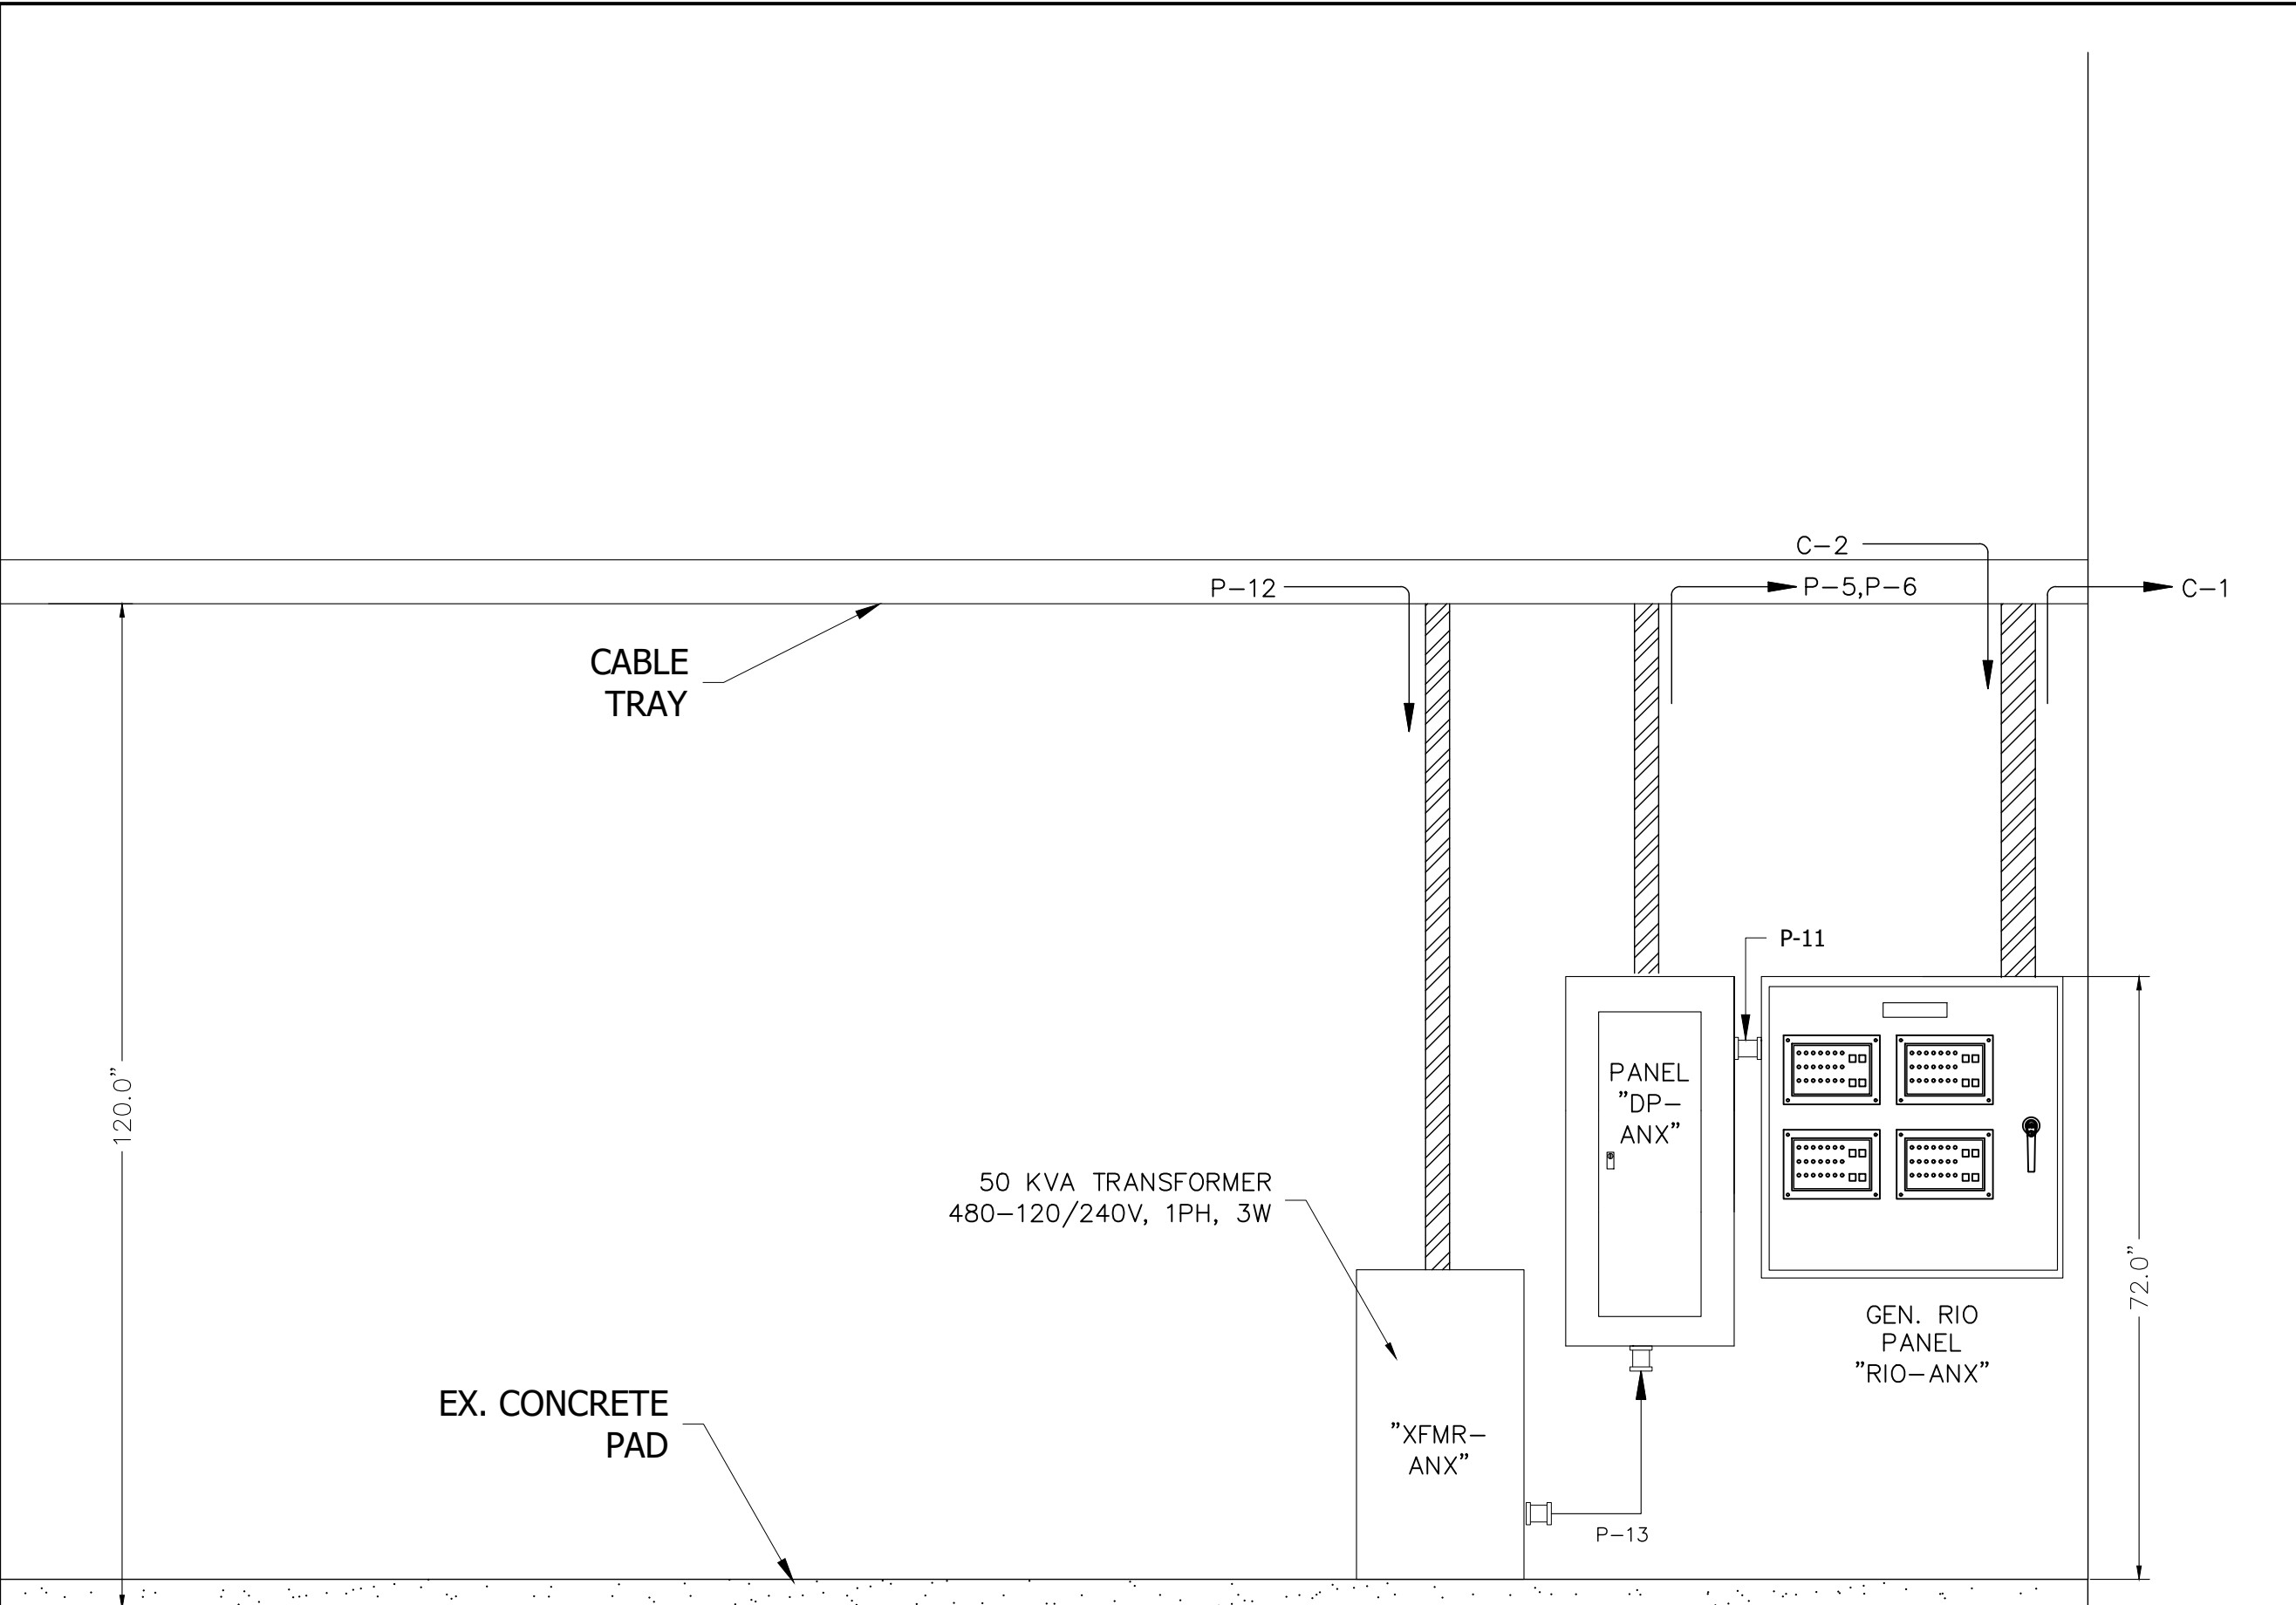 C-2
P-12
P-5,P-6
C-1
CABLE
TRAY
P-11
120.0"
PANEL
"DP-
ANX"
50 KVA TRANSFORMER
480-120/240V, 1PH, 3W
72.0"
GEN. RIO
PANEL
"RIO-ANX"
EX. CONCRETE
PAD
"XFMR-
ANX"
P-13